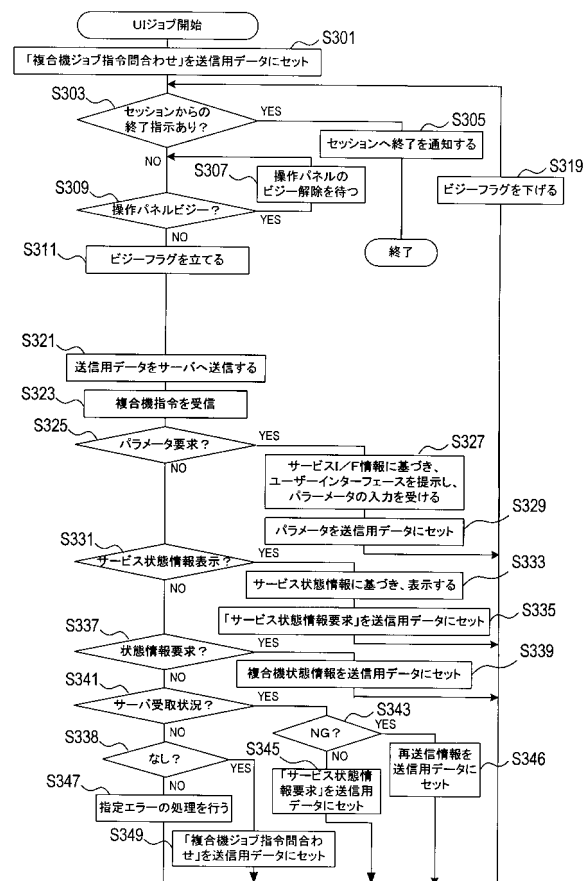 UIジョブ開始
S301
「複合機ジョブ指令問合わせ」を送信用データにセット
S303
セッションからの
終了指示あり?
YES
NO
S305
セッションへ終了を通知する
終了
S307
操作パネルの
ビジー解除を待つ
S309
操作パネルビジー?
YES
NO
S311
ビジーフラグを立てる
S319
ビジーフラグを下げる
S321
送信用データをサーバへ送信する
S323
複合機指令を受信
S325
パラメータ要求?
YES
NO
S327
サービスI/F情報に基づき、
ユーザーインターフェースを提示し、
パラーメータの入力を受ける
S329
パラメータを送信用データにセット
S331
サービス状態情報表示?
YES
NO
S333
サービス状態情報に基づき、表示する
S335
「サービス状態情報要求」を送信用データにセット
S337
状態情報要求?
YES
NO
S339
複合機状態情報を送信用データにセット
S341
サーバ受取状況?
YES
NO
S343
NG?
YES
NO
S345
「サービス状態情
報要求」を送信用
データにセット
S346
再送信情報を
送信用データに
セット
S338
なし?
YES
NO
S347
指定エラーの処理を行う
S349
「複合機ジョブ指令問合わ
せ」を送信用データにセット